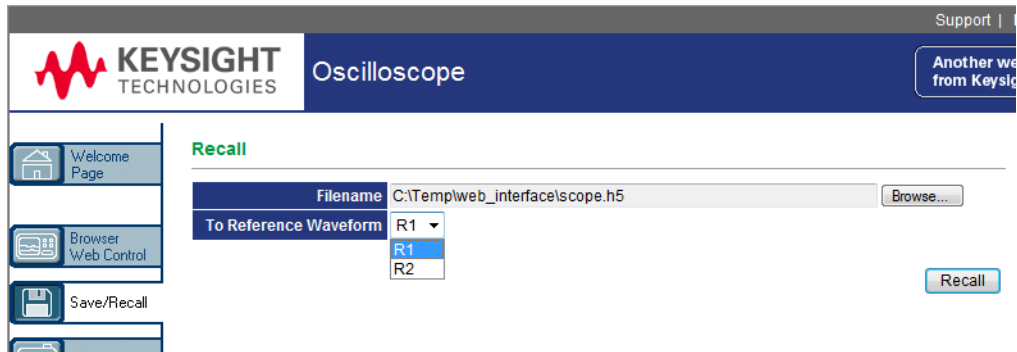 Support |
KEYSIGHT
TECHNOLOGIES
Oscilloscope
Another we
from Keysig
Welcome
Page
Recall
Filename C:\Temp\web_interface\scope.h5 Browse...
To Reference Waveform R1
R1
R2
Browser
Web Control
Recall
Save/Recall